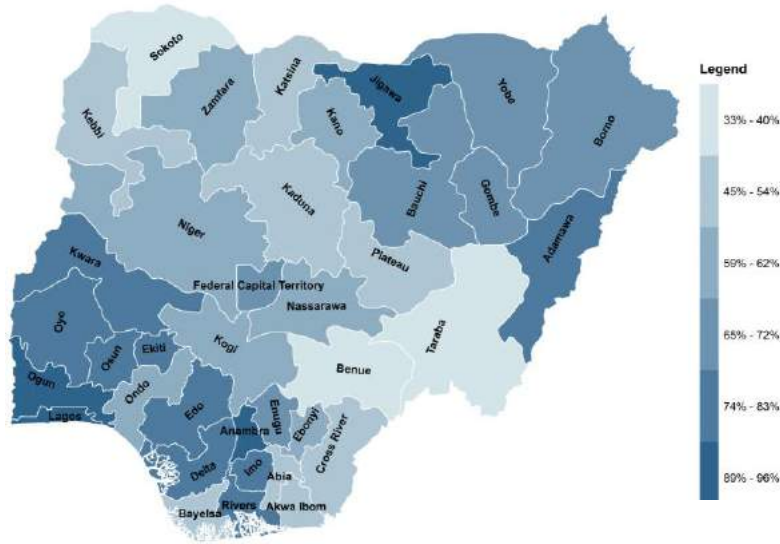 Sokoto
Katsina
Jigawa
Legend
Zamfara
Yobe
Kebbi
Kano
33% - 40%
Borno
45% - 54%
Kaduna
Bauchi
Gombe
Niger
Adamawa
59% - 62%
Plateau
Kwara
Federal Capital Territory
Nassarawa
65% - 72%
Oyo
Kogi
Taraba
Osun
Ekiti
Benue
74% - 83%
Ogun
Ondo
Lagos
Edo
Enugu
Ebonyi
Anambra
Cross River
89% - 96%
Delta
Imo
Abia
Rivers
Akwa Ibom
Bayelsa